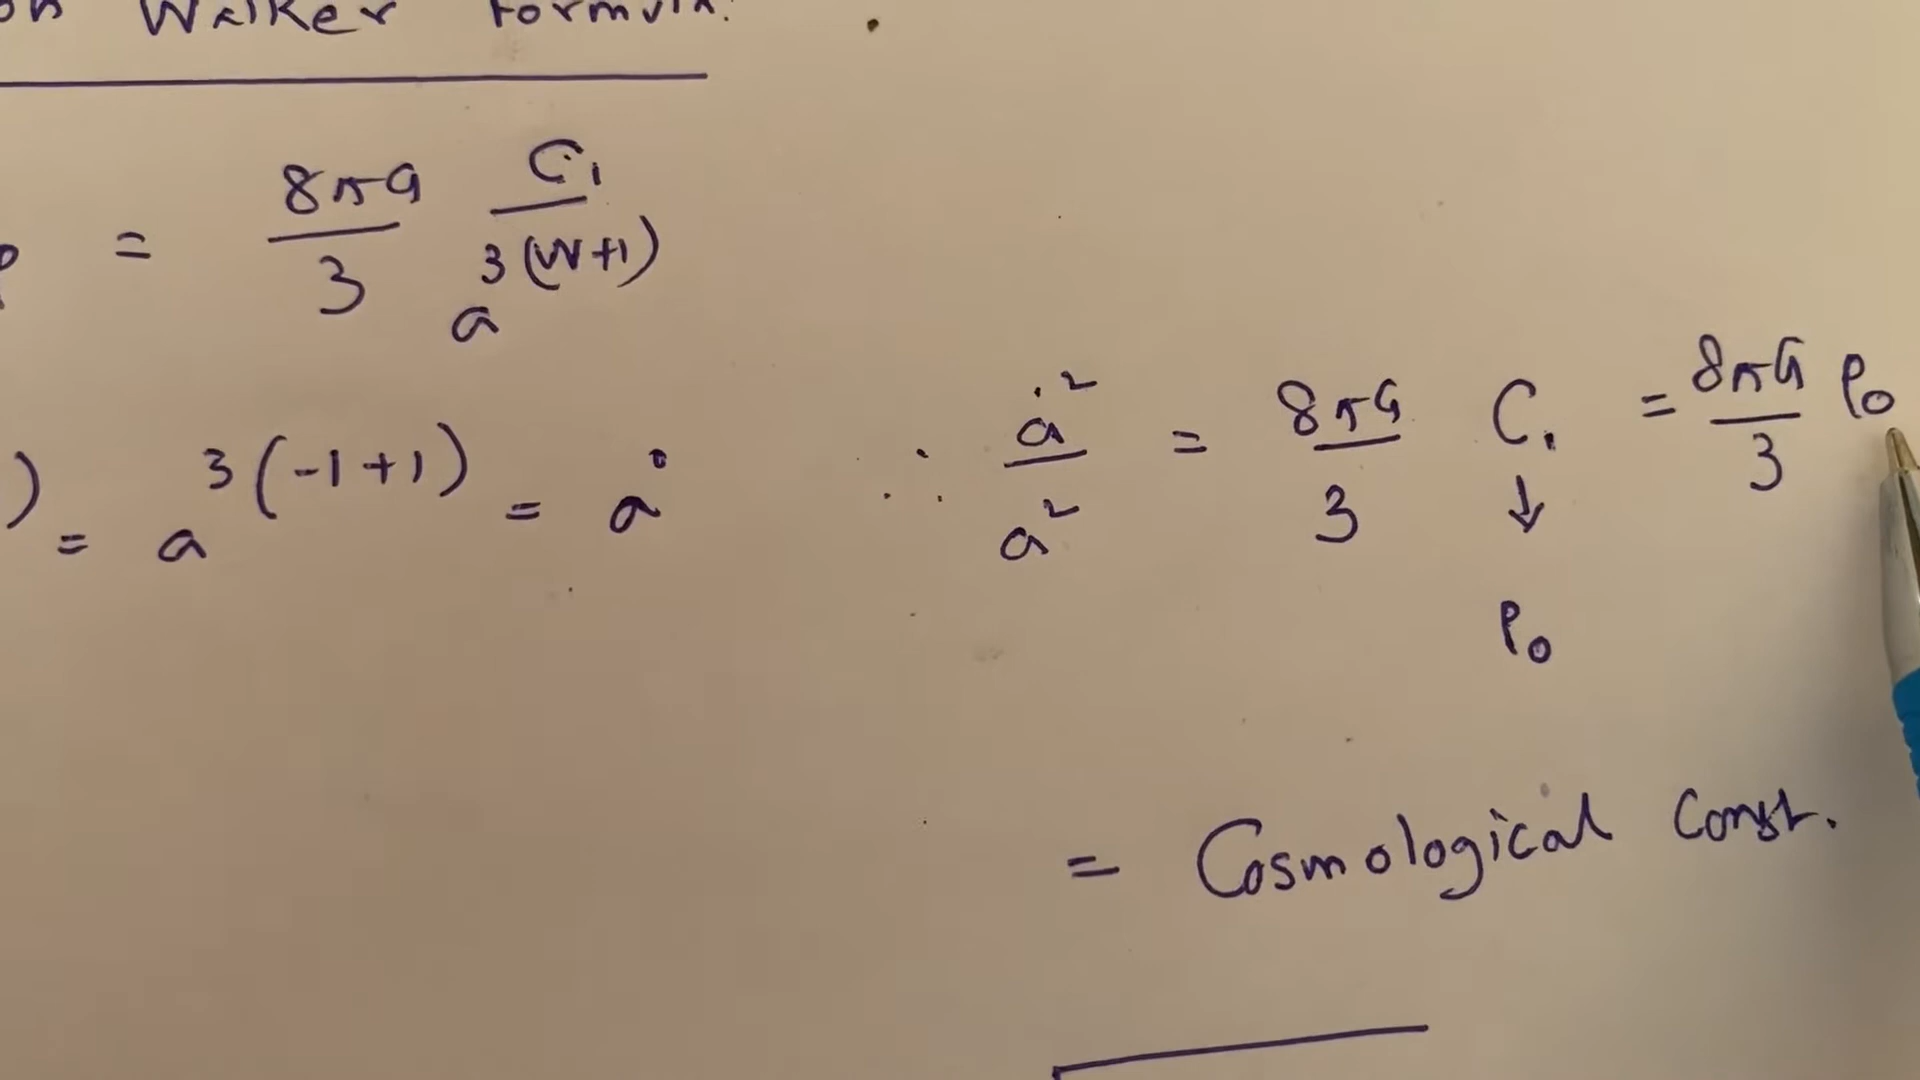 Walker Formula.
ρ = 8πG/3 C₁/a^3(W+1)
) = a^3(-1+1) = a° ∴ ȧ²/a² = 8πG/3 C₁ = 8πG/3 ρ₀
↓
ρ₀
= Cosmological Const.